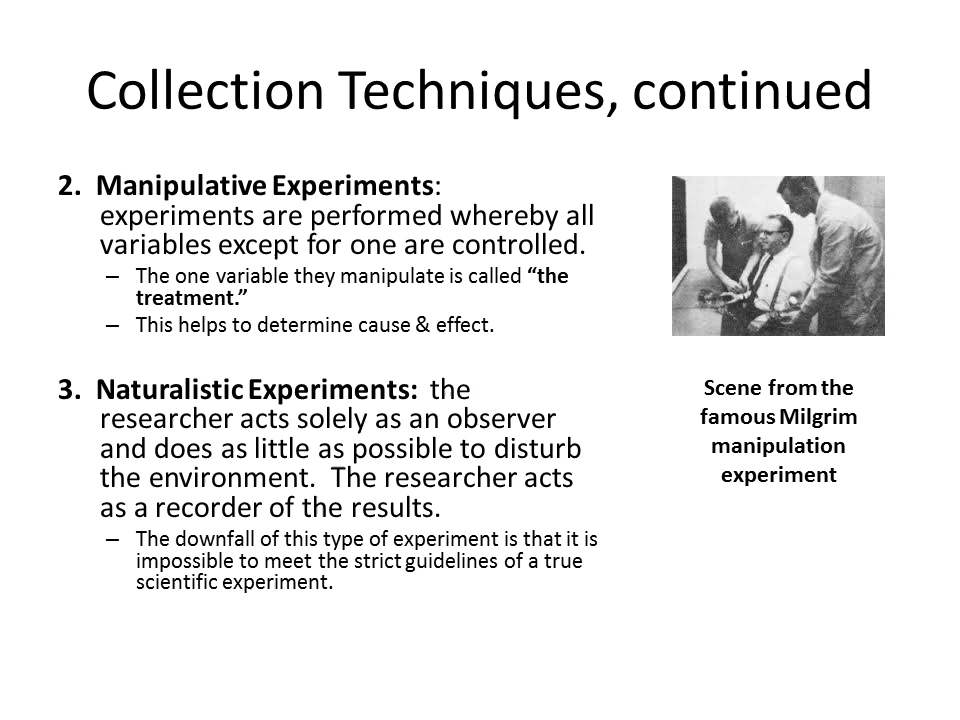 Collection Techniques, continued
2. Manipulative Experiments:
experiments are performed whereby all
variables except for one are controlled.
– The one variable they manipulate is called “the
treatment.”
– This helps to determine cause & effect.
3. Naturalistic Experiments: the
researcher acts solely as an observer
and does as little as possible to disturb
the environment. The researcher acts
as a recorder of the results.
– The downfall of this type of experiment is that it is
impossible to meet the strict guidelines of a true
scientific experiment.
Scene from the
famous Milgrim
manipulation
experiment